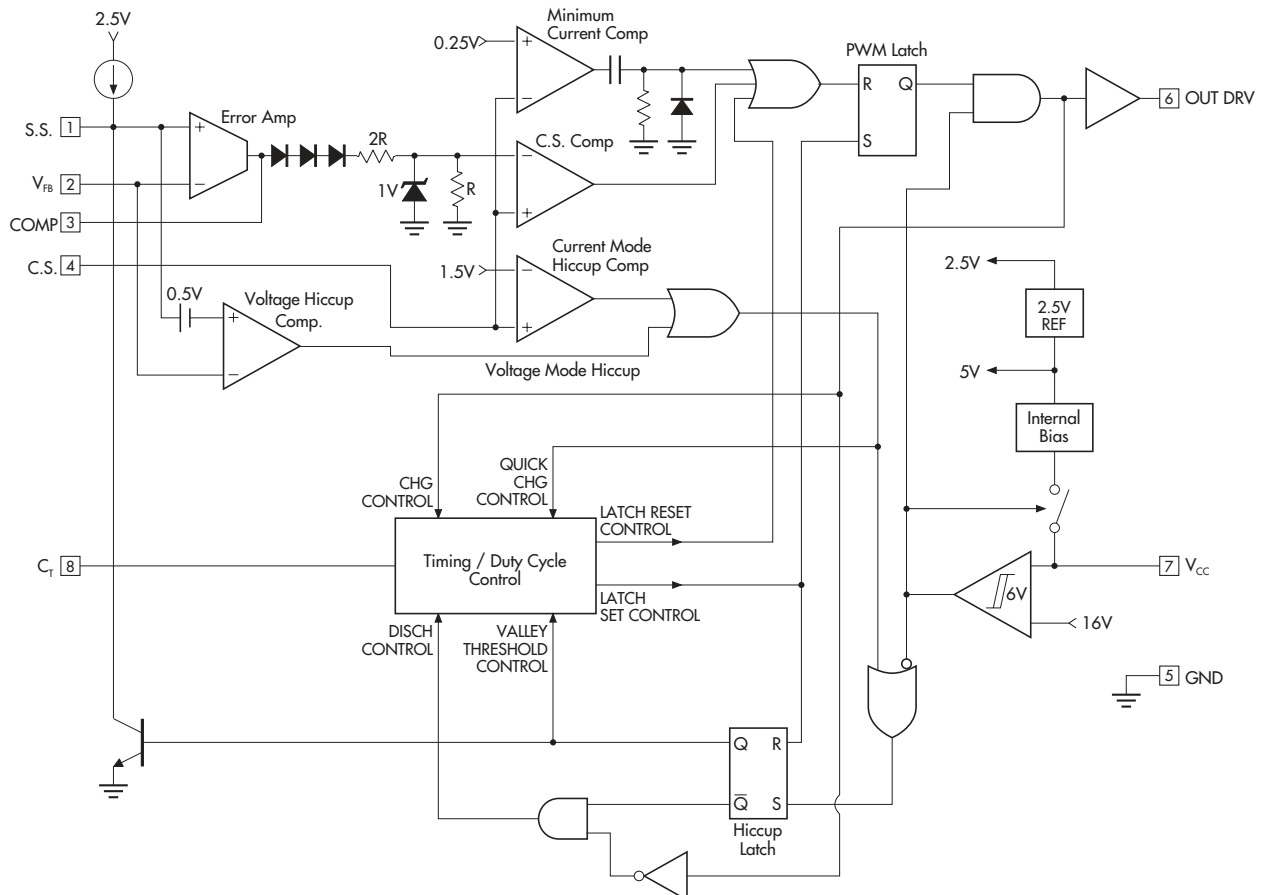 2.5V
Minimum
Current Comp
0.25V
PWM Latch
R Q
S
6 OUT DRV
S.S. 1
Error Amp
2R
C.S. Comp
VFB 2
1V
R
COMP 3
C.S. 4
Current Mode
Hiccup Comp
1.5V
2.5V
0.5V
Voltage Hiccup
Comp.
2.5V
REF
Voltage Mode Hiccup
5V
Internal
Bias
CHG
CONTROL
QUICK
CHG
CONTROL
LATCH RESET
CONTROL
CT 8
Timing / Duty Cycle
Control
7 VCC
6V
LATCH
SET CONTROL
16V
DISCH
CONTROL
VALLEY
THRESHOLD
CONTROL
5 GND
Q R
Q̅ S
Hiccup
Latch
+
−
−
+
−
+
+
−
+
−